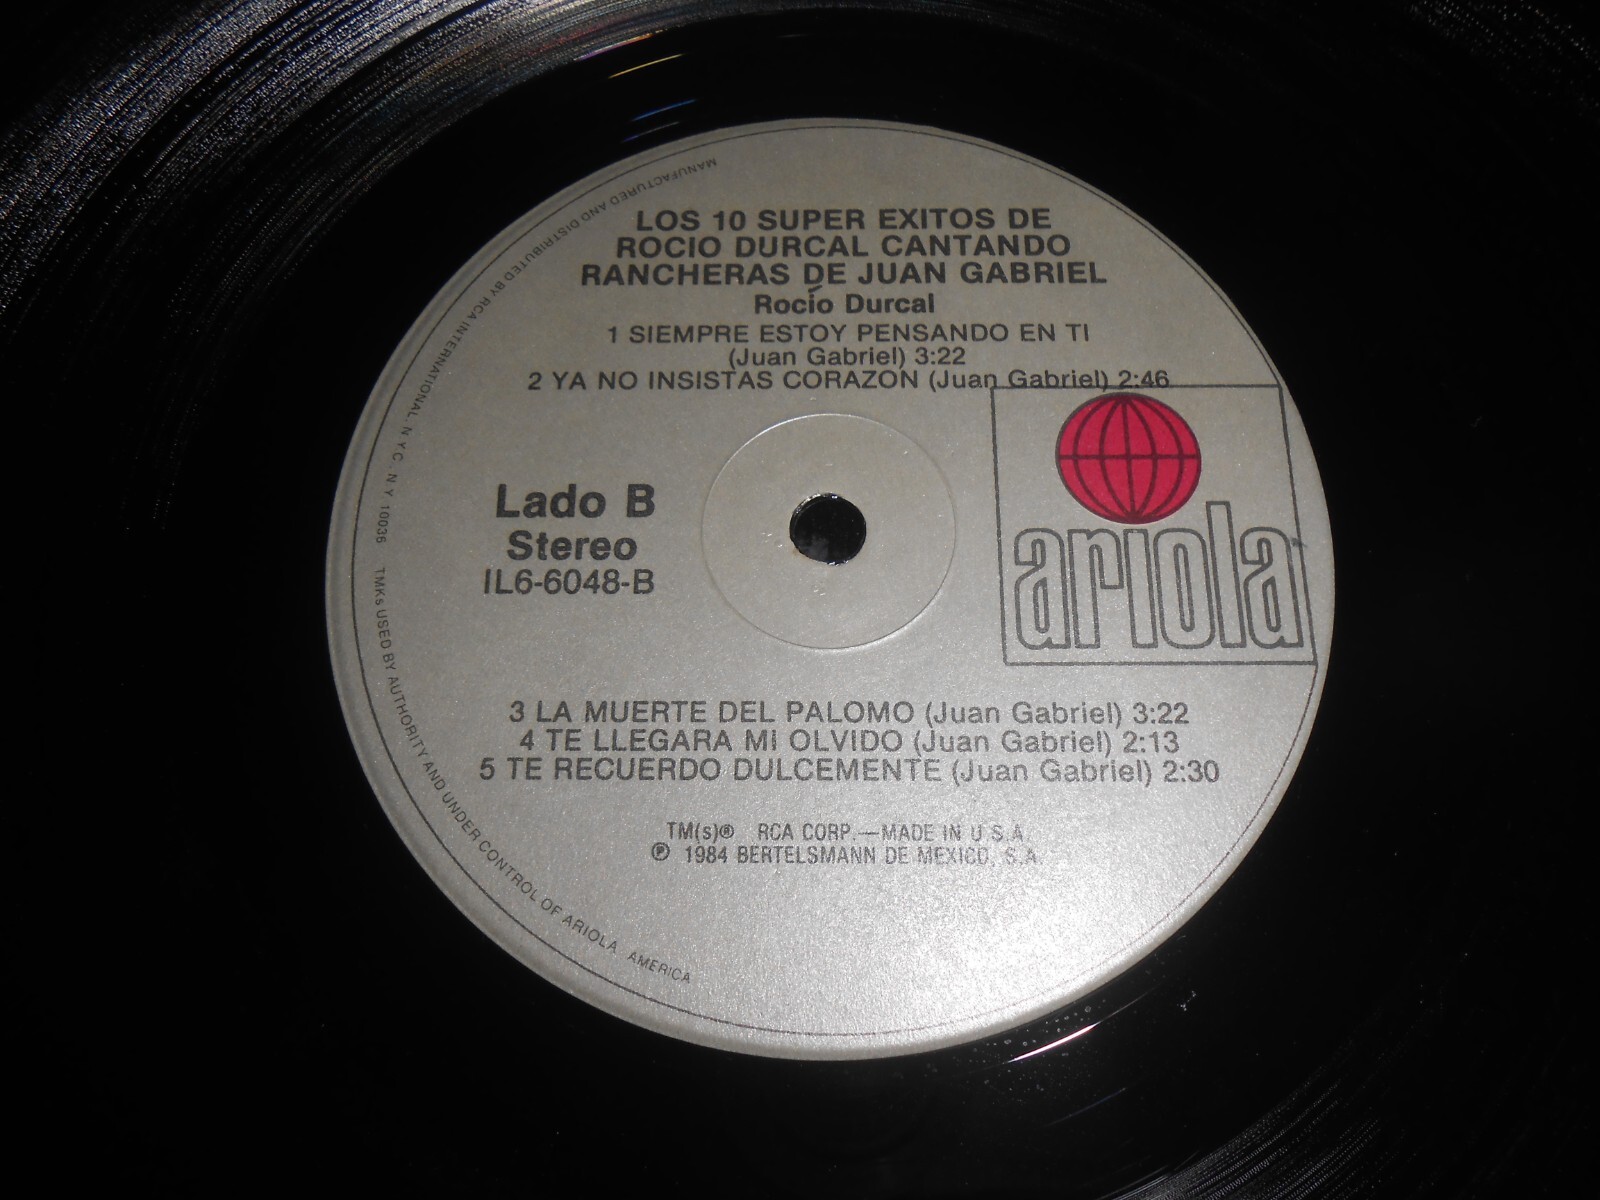 LOS 10 SUPER EXITOS DE
ROCIO DURCAL CANTANDO
RANCHERAS DE JUAN GABRIEL
Rocío Durcal
1 SIEMPRE ESTOY PENSANDO EN TI
(Juan Gabriel) 3:22
2 YA NO INSISTAS CORAZON (Juan Gabriel) 2:46
Lado B
Stereo
IL6-6048-B
ariola
3 LA MUERTE DEL PALOMO (Juan Gabriel) 3:22
4 TE LLEGARA MI OLVIDO (Juan Gabriel) 2:13
5 TE RECUERDO DULCEMENTE (Juan Gabriel) 2:30
TM(s)® RCA CORP.—MADE IN U.S.A.
℗ 1984 BERTELSMANN DE MEXICO, S.A.
MANUFACTURED AND DISTRIBUTED BY RCA INTERNATIONAL, N.Y.C., N.Y. 10036 TMKs USED BY AUTHORITY AND UNDER CONTROL OF ARIOLA AMERICA